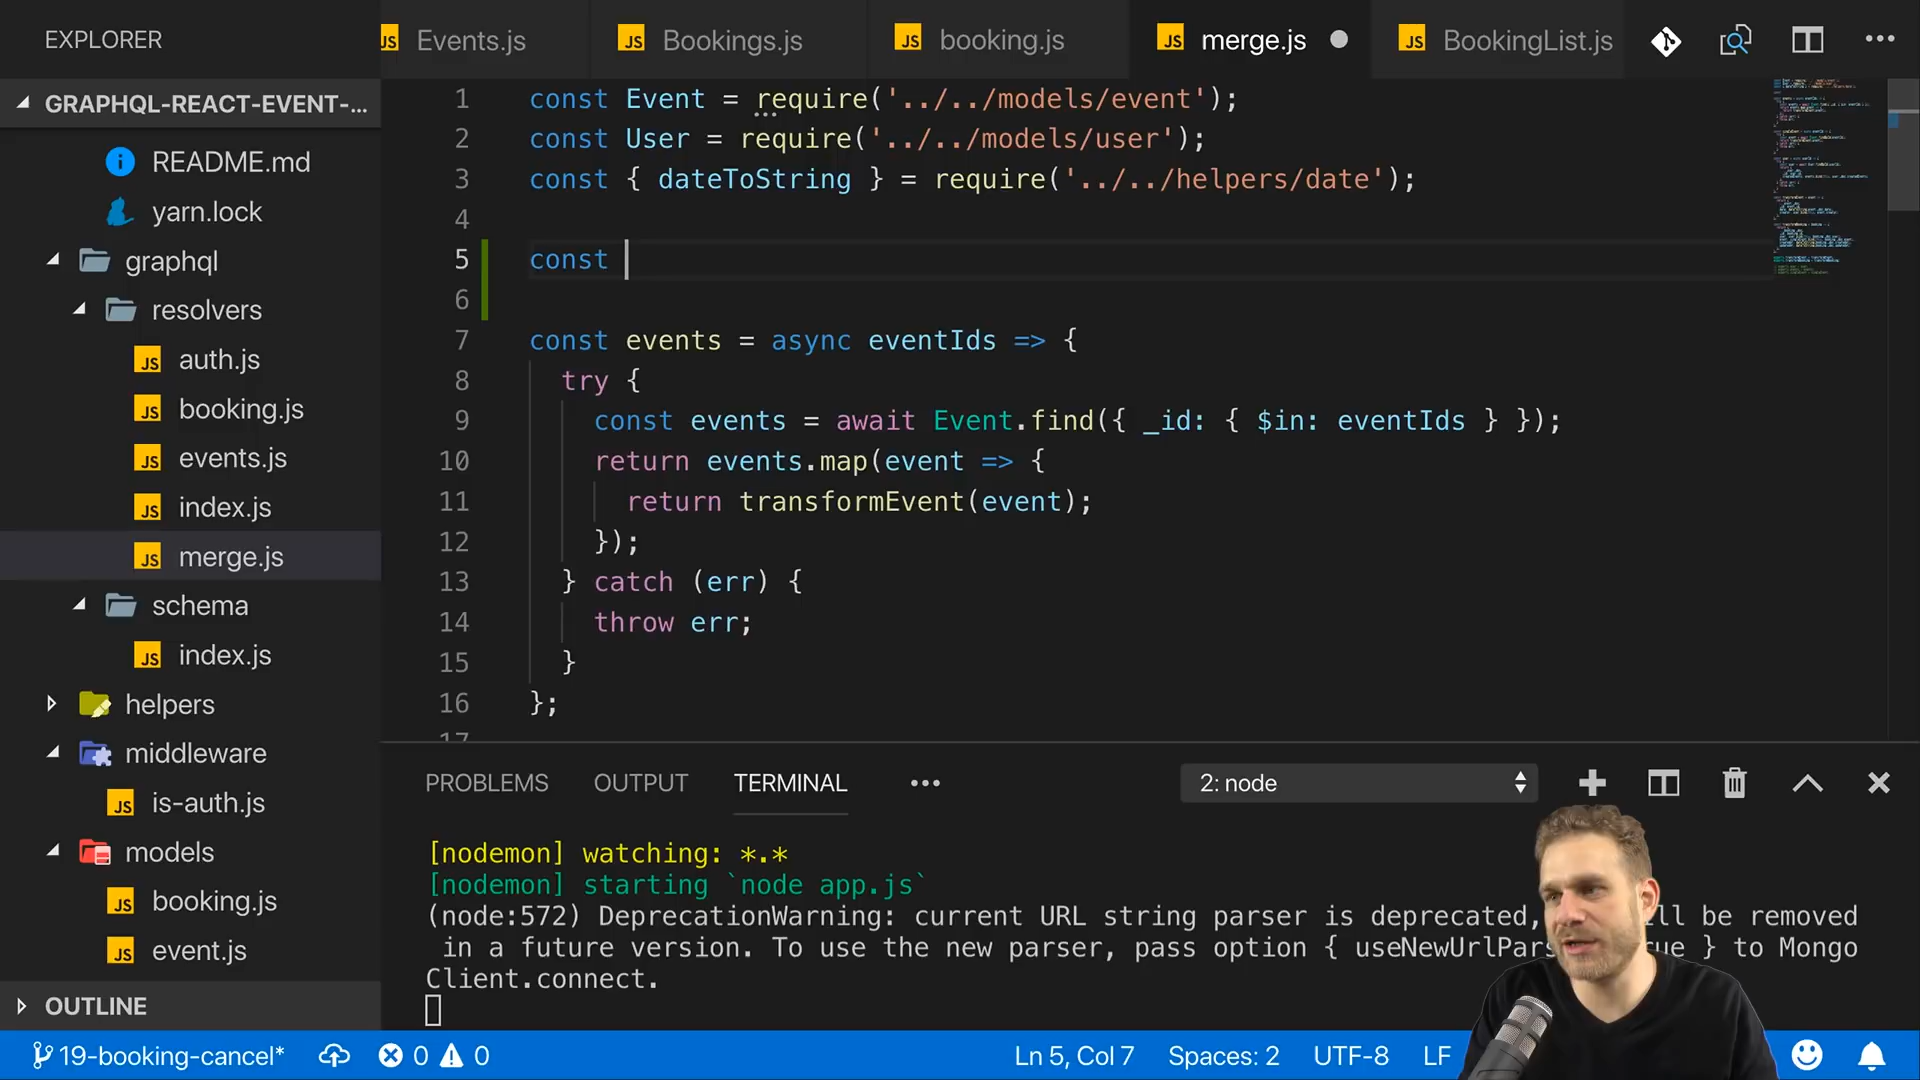 EXPLORER
GRAPHQL-REACT-EVENT-...
README.md
yarn.lock
graphql
resolvers
JS auth.js
JS booking.js
JS events.js
JS index.js
JS merge.js
schema
JS index.js
helpers
middleware
JS is-auth.js
models
JS booking.js
JS event.js
OUTLINE
JS Events.js
JS Bookings.js
JS booking.js
JS merge.js
JS BookingList.js
1 const Event = require('../../models/event');
2 const User = require('../../models/user');
3 const { dateToString } = require('../../helpers/date');
4
5 const
6
7 const events = async eventIds => {
8 try {
9 const events = await Event.find({ _id: { $in: eventIds } });
10 return events.map(event => {
11 return transformEvent(event);
12 });
13 } catch (err) {
14 throw err;
15 }
16 };
17
PROBLEMS OUTPUT TERMINAL ...
2: node
[nodemon] watching: *.*
[nodemon] starting `node app.js`
(node:572) DeprecationWarning: current URL string parser is deprecated, ll be removed
in a future version. To use the new parser, pass option { useNewUrlPars ue } to Mongo
Client.connect.
19-booking-cancel* 0 0 Ln 5, Col 7 Spaces: 2 UTF-8 LF